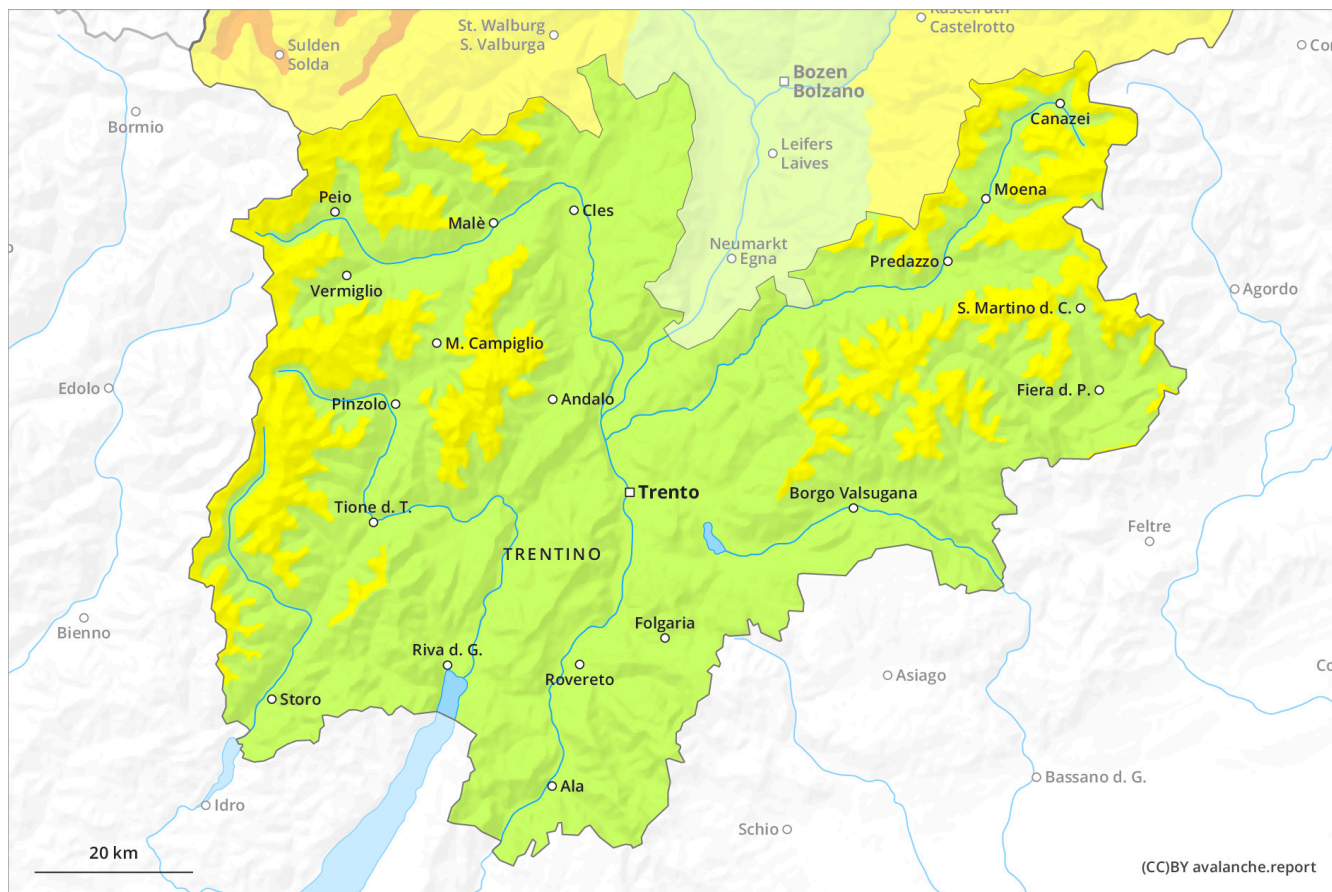 Kastelruth
Castelrotto
St. Walburg
S. Valburga
Sulden
Solda
Bozen
Bolzano
Bormio
Canazei
Leifers
Laives
Peio
Malè
Cles
Moena
Neumarkt
Egna
Predazzo
Vermiglio
Agordo
S. Martino d. C.
M. Campiglio
Edolo
Pinzolo
Andalo
Fiera d. P.
Trento
Borgo Valsugana
Tione d. T.
Feltre
TRENTINO
Bienno
Folgaria
Riva d. G.
Rovereto
Asiago
Storo
Ala
Bassano d. G.
Idro
Schio
20 km
(CC)BY avalanche.report